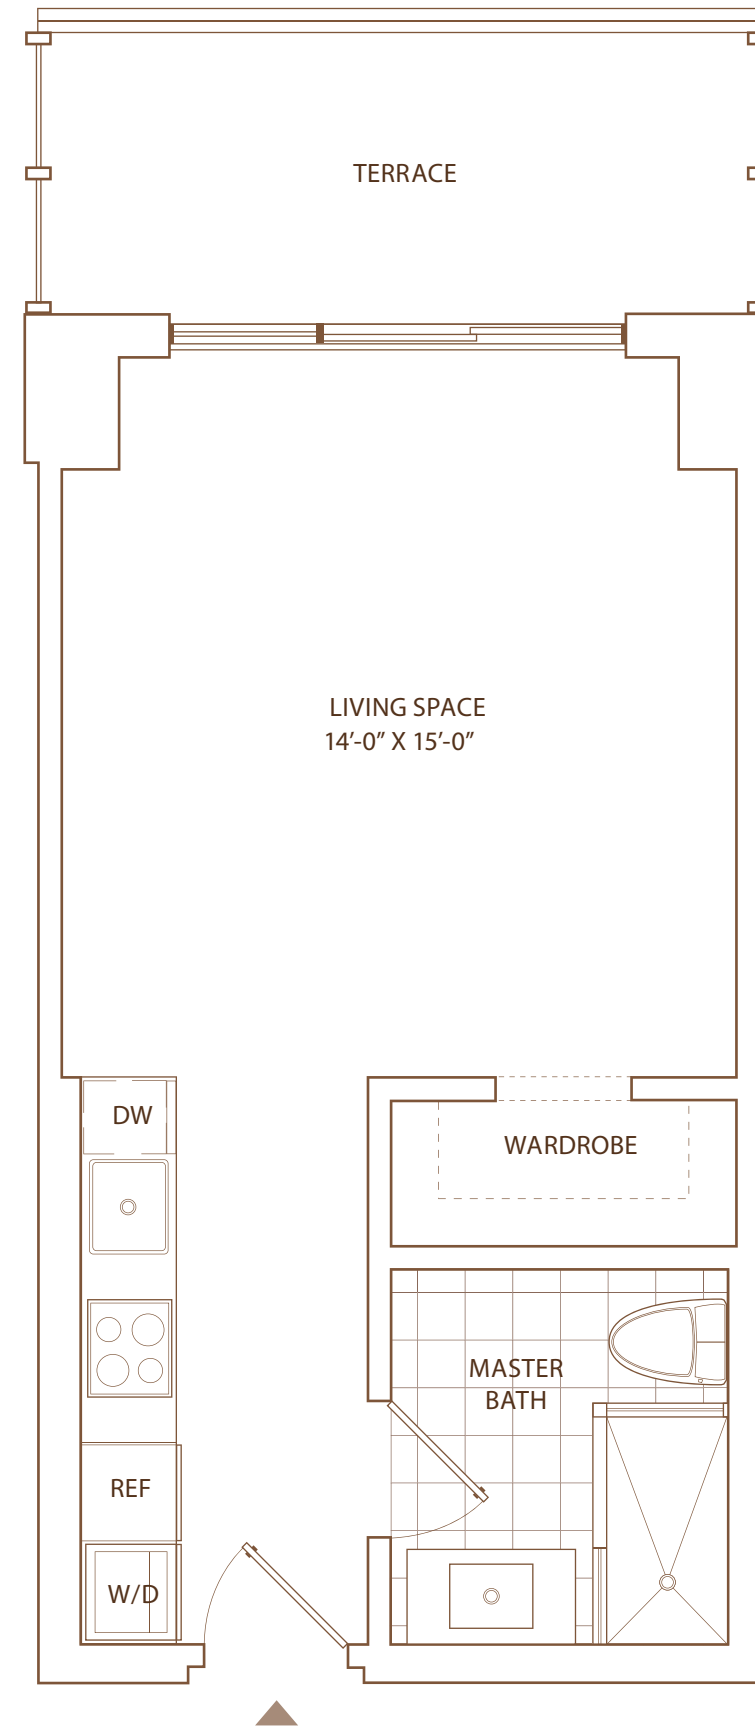 TERRACE
LIVING SPACE
14’-0” X 15’-0”
DW
WARDROBE
MASTER
BATH
REF
W/D